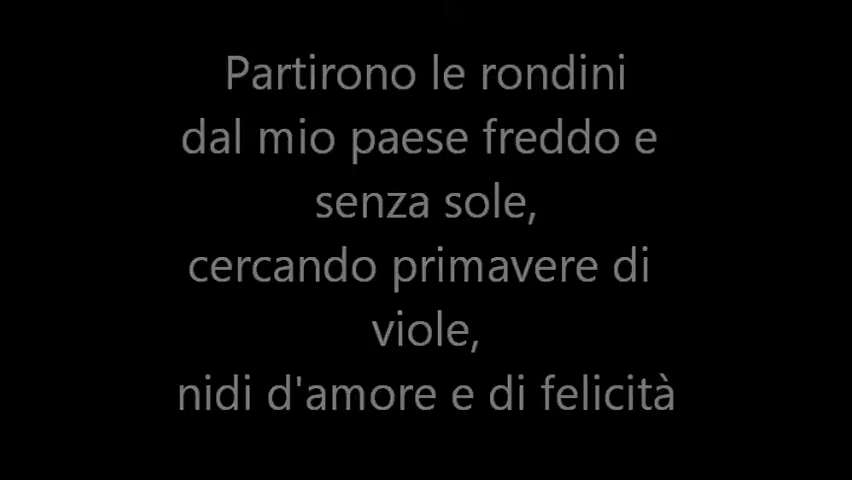 Partirono le rondini
dal mio paese freddo e
senza sole,
cercando primavere di
viole,
nidi d'amore e di felicità